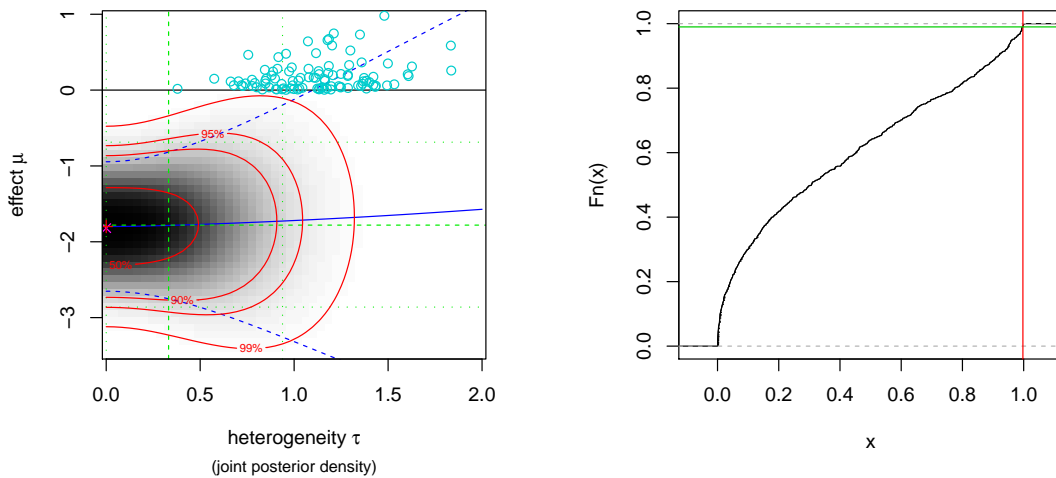 1
0
−1
−2
−3
effect μ
95%
50%
90%
99%
0.0 0.5 1.0 1.5 2.0
heterogeneity τ
(joint posterior density)
1.0
0.8
0.6
0.4
0.2
0.0
Fn(x)
0.0 0.2 0.4 0.6 0.8 1.0
x